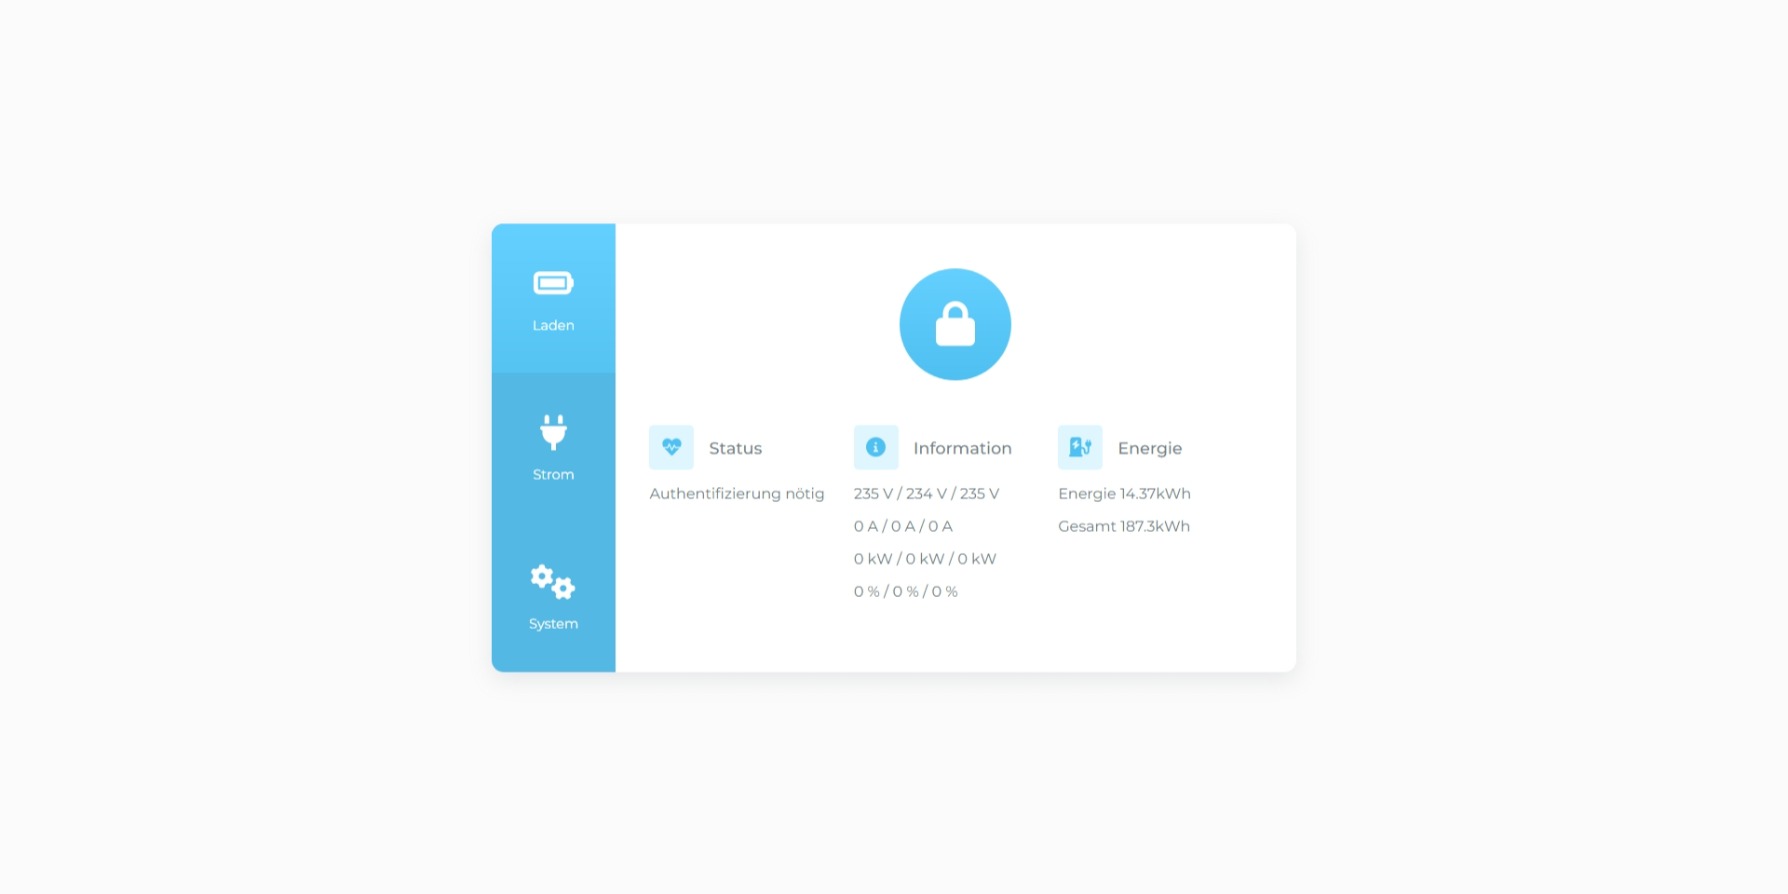 Laden
Strom
System
Status
Authentifizierung nötig
Information
235 V / 234 V / 235 V
0 A / 0 A / 0 A
0 kW / 0 kW / 0 kW
0 % / 0 % / 0 %
Energie
Energie 14.37kWh
Gesamt 187.3kWh